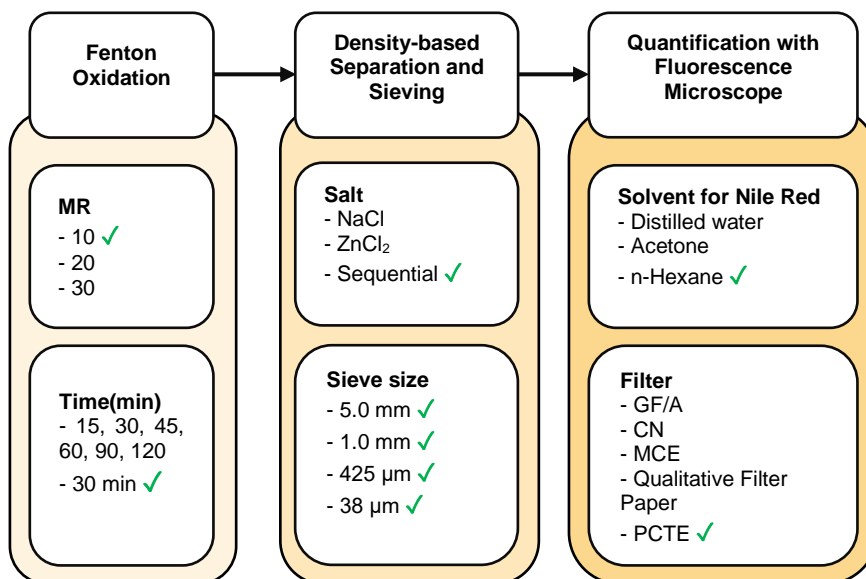 Fenton
Oxidation
Density-based
Separation and
Sieving
Quantification with
Fluorescence
Microscope
MR
- 10 ✓
- 20
- 30
Time(min)
- 15, 30, 45,
60, 90, 120
- 30 min ✓
Salt
- NaCl
- ZnCl₂
- Sequential ✓
Sieve size
- 5.0 mm ✓
- 1.0 mm ✓
- 425 µm ✓
- 38 µm ✓
Solvent for Nile Red
- Distilled water
- Acetone
- n-Hexane ✓
Filter
- GF/A
- CN
- MCE
- Qualitative Filter
Paper
- PCTE ✓